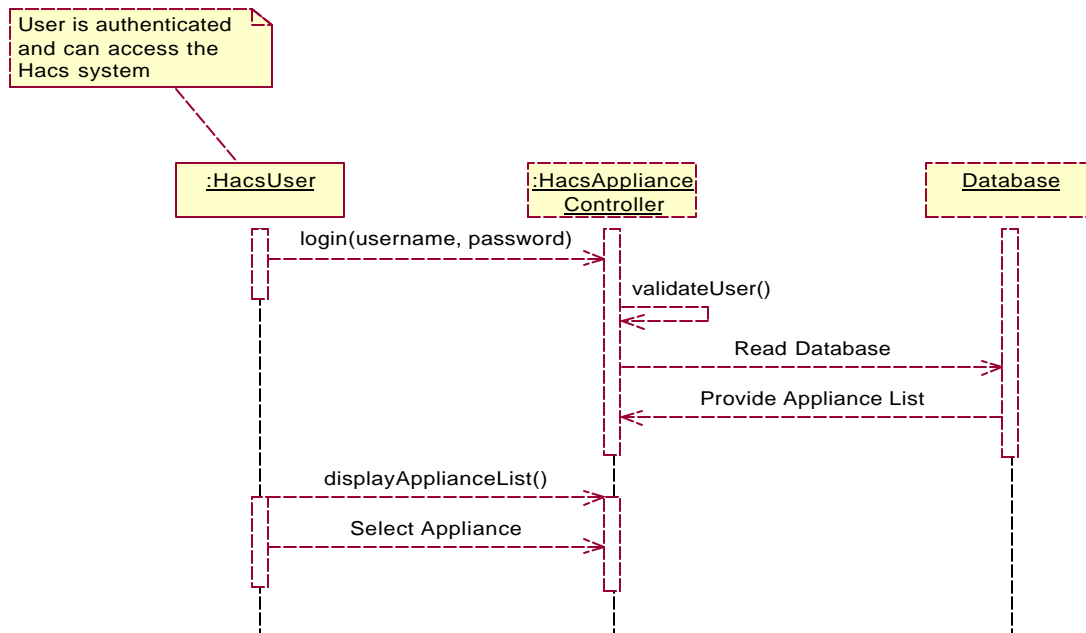 User is authenticated
and can access the
Hacs system
:HacsUser
:HacsAppliance
Controller
Database
login(username, password)
validateUser()
Read Database
Provide Appliance List
displayApplianceList()
Select Appliance